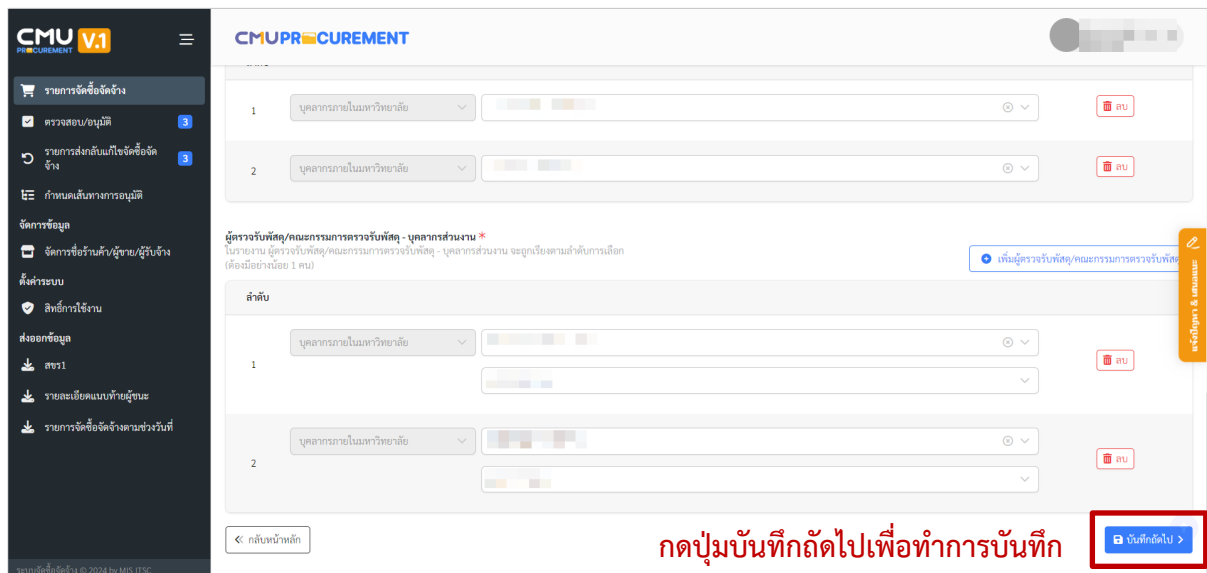 CMU V.1
PROCUREMENT
CMUPROCUREMENT
รายการจัดซื้อจัดจ้าง
ตรวจสอบ/อนุมัติ 3
รายการส่งกลับแก้ไขจัดซื้อจัด
จ้าง 3
กำหนดเส้นทางการอนุมัติ
จัดการข้อมูล
จัดการชื่อร้านค้า/ผู้ขาย/ผู้รับจ้าง
ตั้งค่าระบบ
สิทธิ์การใช้งาน
ส่งออกข้อมูล
สขร1
รายละเอียดแนบท้ายผู้ชนะ
รายการจัดซื้อจัดจ้างตามช่วงวันที่
ระบบจัดซื้อจัดจ้าง © 2024 by MIS ITSC
1 บุคลากรภายในมหาวิทยาลัย ลบ
2 บุคลากรภายในมหาวิทยาลัย ลบ
ผู้ตรวจรับพัสดุ/คณะกรรมการตรวจรับพัสดุ - บุคลากรส่วนงาน *
ในรายงาน ผู้ตรวจรับพัสดุ/คณะกรรมการตรวจรับพัสดุ - บุคลากรส่วนงาน จะถูกเรียงตามลำดับการเลือก
(ต้องมีอย่างน้อย 1 คน)
เพิ่มผู้ตรวจรับพัสดุ/คณะกรรมการตรวจรับพัสดุ
แจ้งปัญหา & เสนอแนะ
ลำดับ
1 บุคลากรภายในมหาวิทยาลัย ลบ
2 บุคลากรภายในมหาวิทยาลัย ลบ
กลับหน้าหลัก
กดปุ่มบันทึกถัดไปเพื่อทำการบันทึก
บันทึกถัดไป